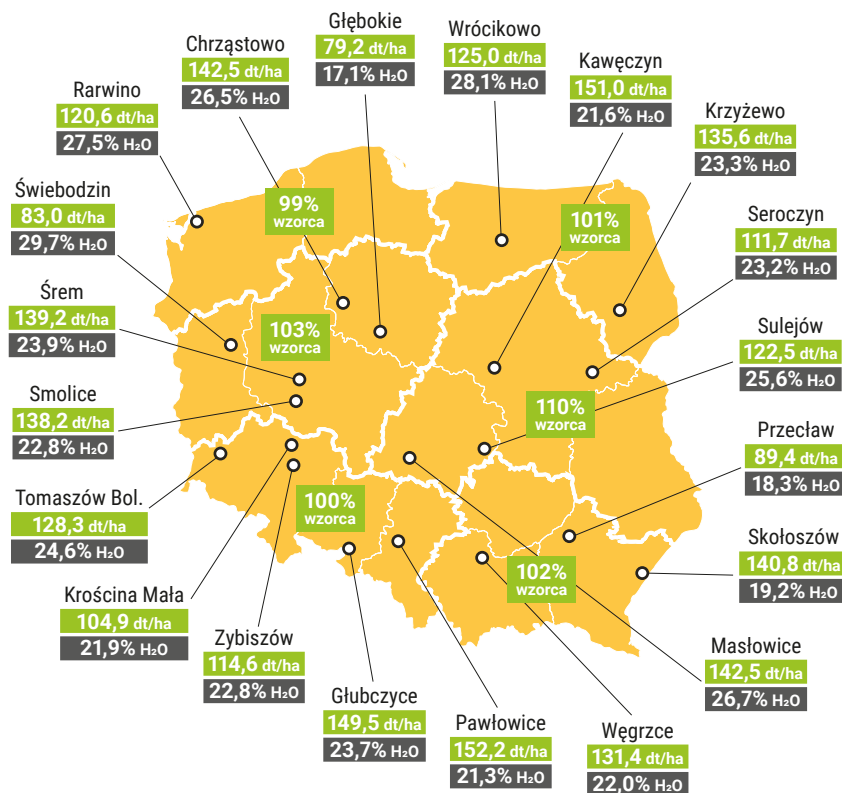 Głębokie
79,2 dt/ha
17,1% H₂O
Wrócikowo
125,0 dt/ha
28,1% H₂O
Chrząstowo
142,5 dt/ha
26,5% H₂O
Kawęczyn
151,0 dt/ha
21,6% H₂O
Rarwino
120,6 dt/ha
27,5% H₂O
Krzyżewo
135,6 dt/ha
23,3% H₂O
Świebodzin
83,0 dt/ha
29,7% H₂O
99%
wzorca
101%
wzorca
Seroczyn
111,7 dt/ha
23,2% H₂O
Śrem
139,2 dt/ha
23,9% H₂O
103%
wzorca
Sulejów
122,5 dt/ha
25,6% H₂O
Smolice
138,2 dt/ha
22,8% H₂O
110%
wzorca
Przecław
89,4 dt/ha
18,3% H₂O
Tomaszów Bol.
128,3 dt/ha
24,6% H₂O
100%
wzorca
Skołoszów
140,8 dt/ha
19,2% H₂O
102%
wzorca
Krościna Mała
104,9 dt/ha
21,9% H₂O
Zybiszów
114,6 dt/ha
22,8% H₂O
Masłowice
142,5 dt/ha
26,7% H₂O
Głubczyce
149,5 dt/ha
23,7% H₂O
Pawłowice
152,2 dt/ha
21,3% H₂O
Węgrzce
131,4 dt/ha
22,0% H₂O